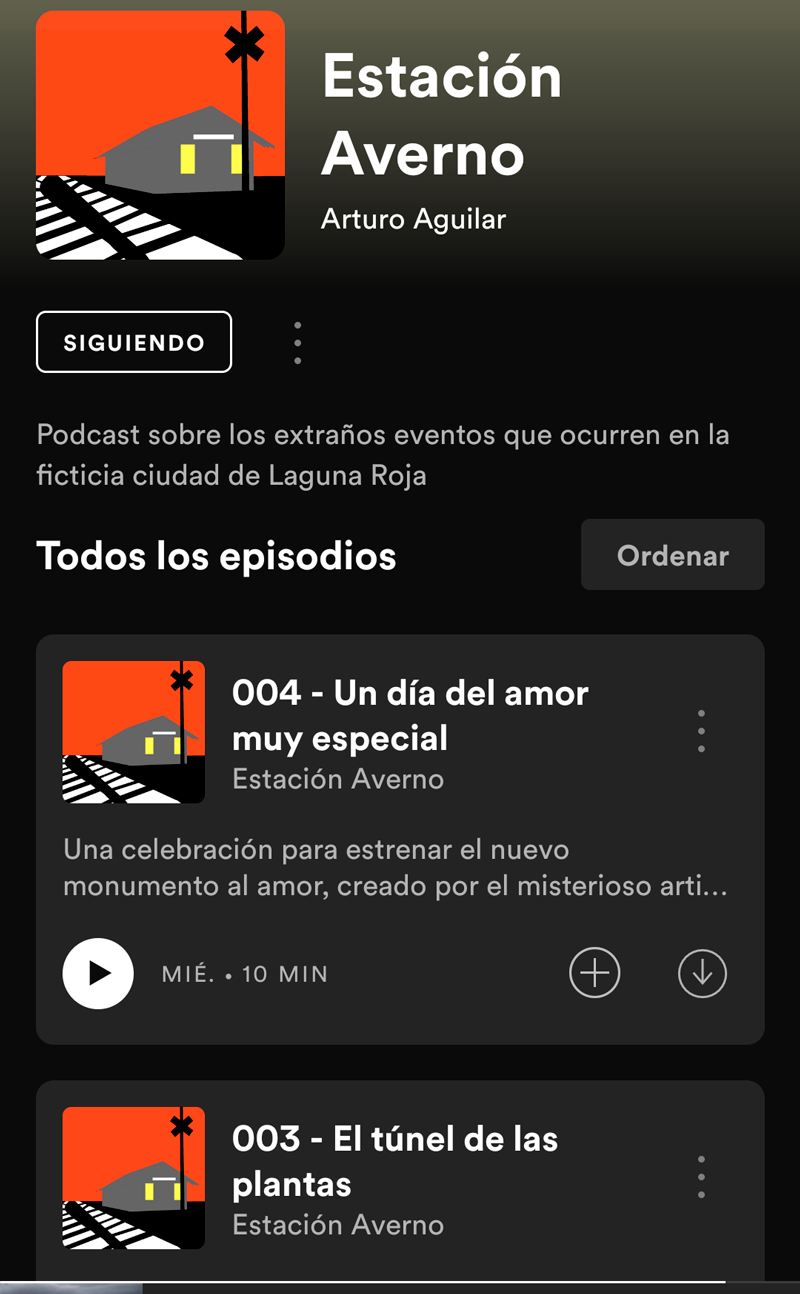 Estación
Averno
Arturo Aguilar
SIGUIENDO
Podcast sobre los extraños eventos que ocurren en la
ficticia ciudad de Laguna Roja
Todos los episodios
Ordenar
004 - Un día del amor
muy especial
Estación Averno
Una celebración para estrenar el nuevo
monumento al amor, creado por el misterioso arti...
MIÉ. • 10 MIN
003 - El túnel de las
plantas
Estación Averno